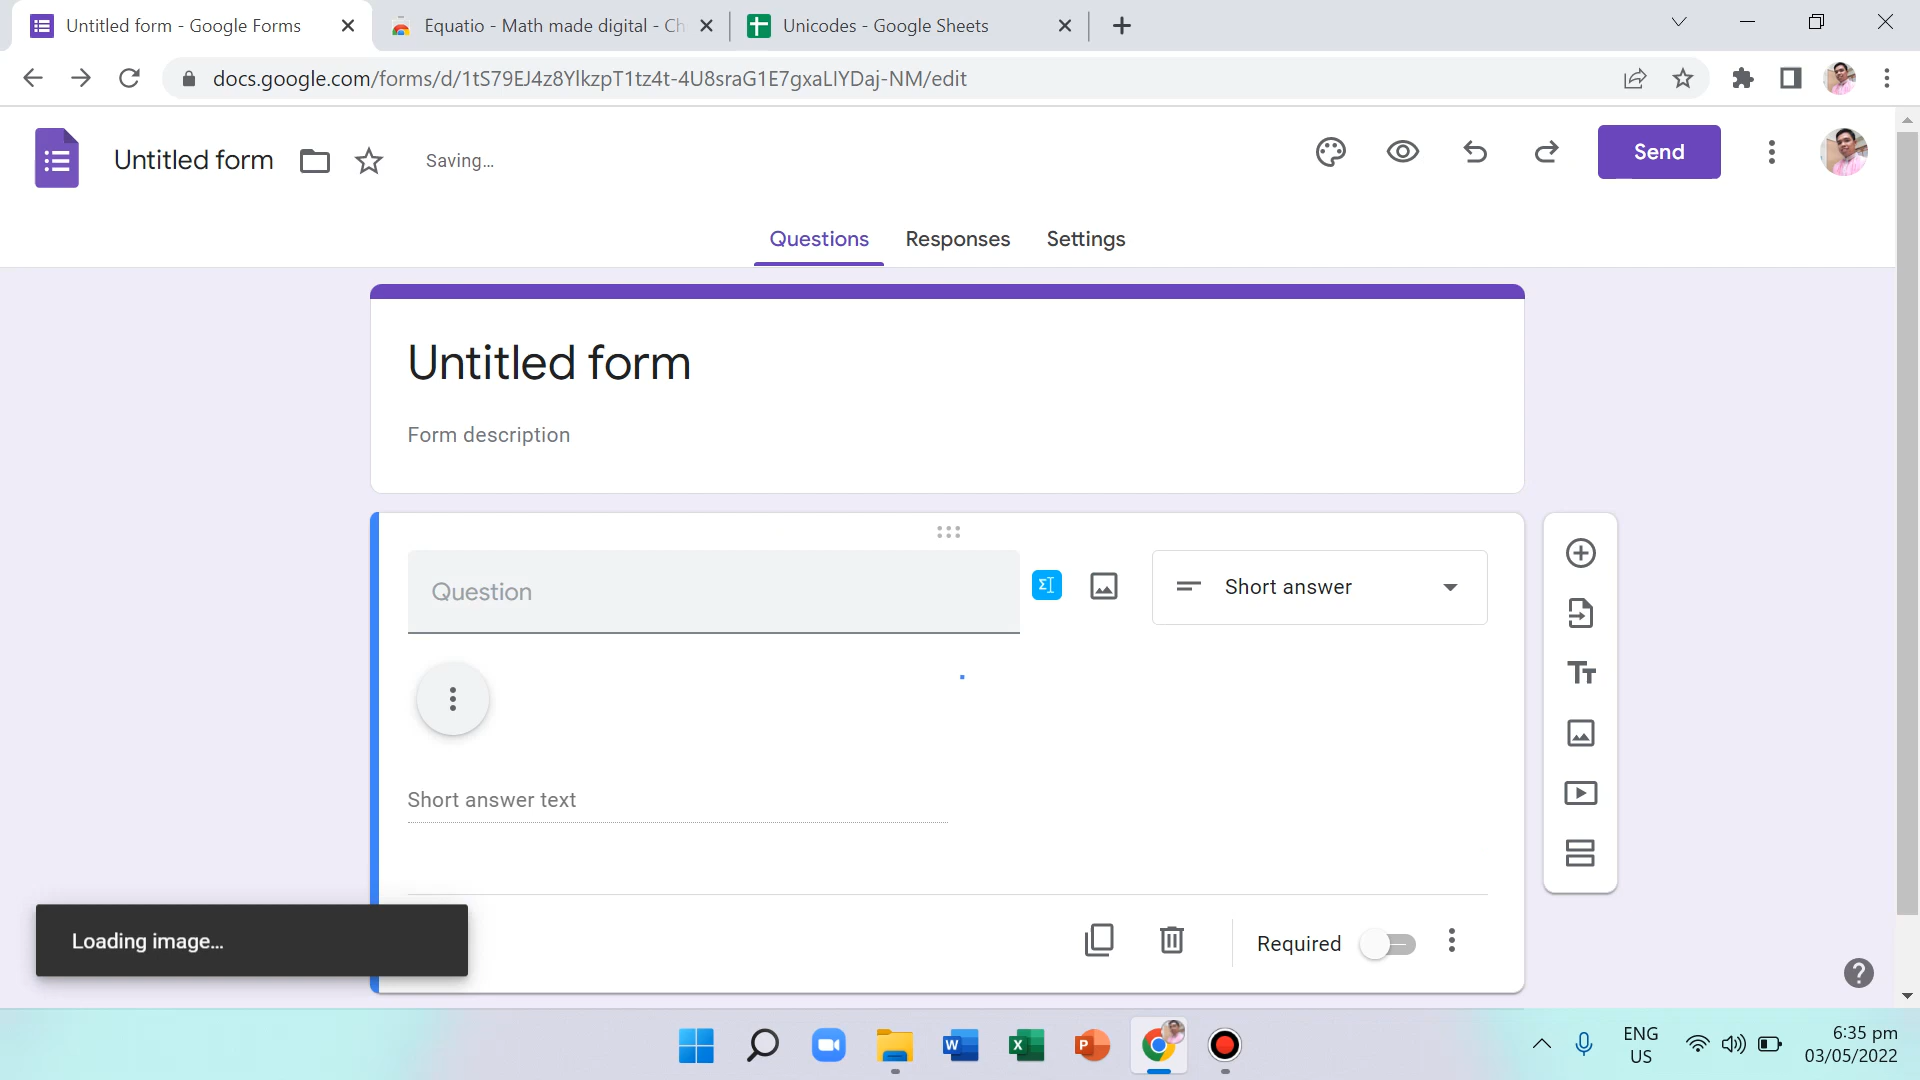 Untitled form - Google Forms
Equatio - Math made digital - Ch
Unicodes - Google Sheets
docs.google.com/forms/d/1tS79EJ4z8YlkzpT1tz4t-4U8sraG1E7gxaLlYDaj-NM/edit
Untitled form
Saving...
Send
Questions
Responses
Settings
Untitled form
Form description
Question
Short answer
Short answer text
Required
Loading image...
ENG
US
6:35 pm
03/05/2022